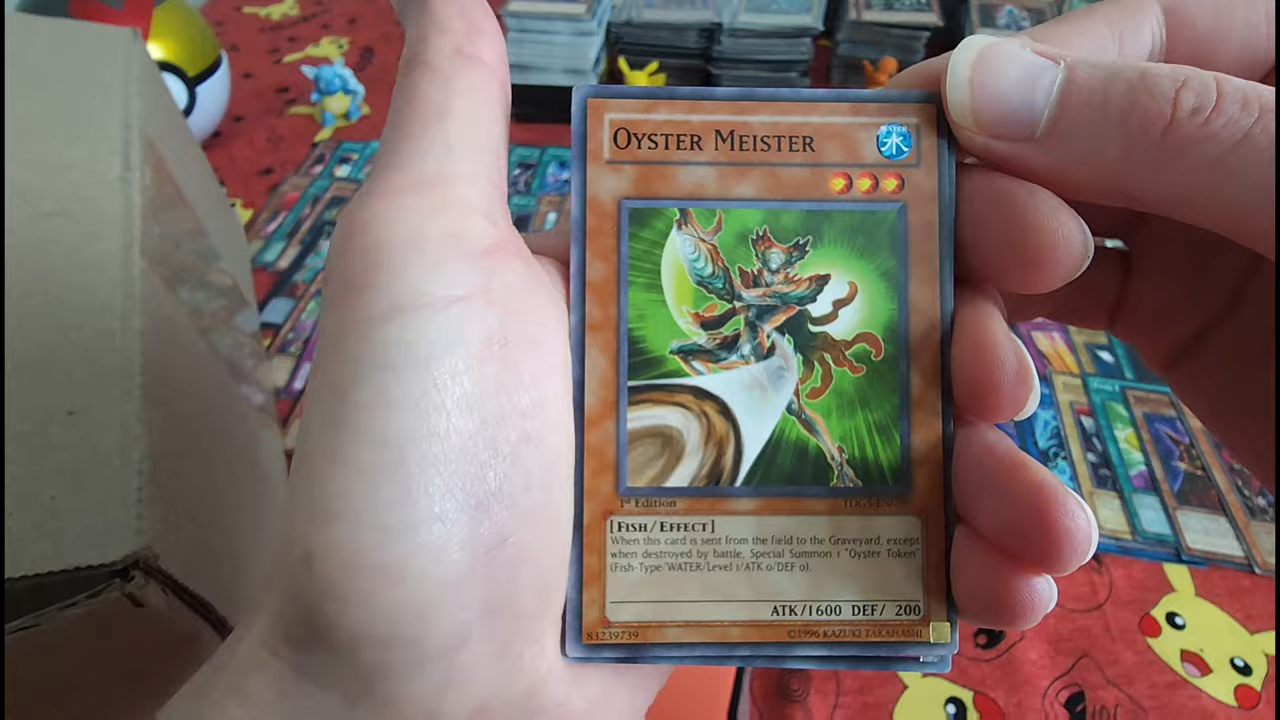 OYSTER MEISTER
WATER
水
1st Edition
[FISH/EFFECT]
When this card is sent from the field to the Graveyard, except
when destroyed by battle, Special Summon 1 "Oyster Token"
(Fish-Type/WATER/Level 1/ATK 0/DEF 0).
ATK/1600 DEF/ 200
83239739 ©1996 KAZUKI TAKAHASHI